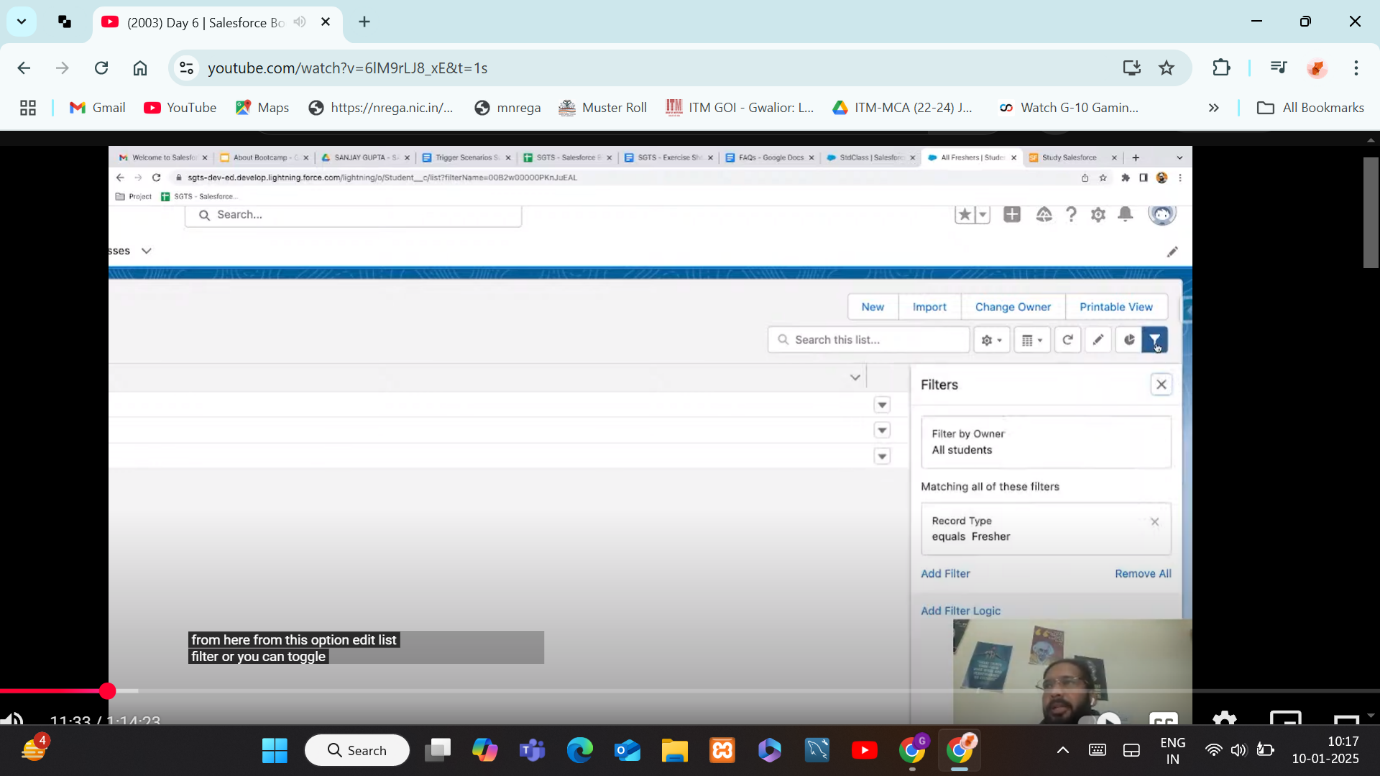 (2003) Day 6 | Salesforce Bo
youtube.com/watch?v=6lM9rLJ8_xE&t=1s
Gmail YouTube Maps https://nrega.nic.in/... mnrega Muster Roll ITM GOI - Gwalior: L... ITM-MCA (22-24) J... Watch G-10 Gamin... » All Bookmarks
Welcome to Salesfor About Bootcamp - G SANJAY GUPTA - SA Trigger Scenarios S SGTS - Salesforce P SGTS - Exercise She FAQs - Google Docs StdClass | Salesforc All Freshers | Stude Study Salesforce
sgts-dev-ed.develop.lightning.force.com/lightning/o/Student__c/list?filterName=00B2w00000PKnJuEAL
Project SGTS - Salesforce...
Search...
sses
New Import Change Owner Printable View
Search this list...
Filters
Filter by Owner
All students
Matching all of these filters
Record Type
equals Fresher
Add Filter Remove All
Add Filter Logic
from here from this option edit list
filter or you can toggle
11:33 / 1:14:23
CC
4
Search
G
ENG
IN
10:17
10-01-2025